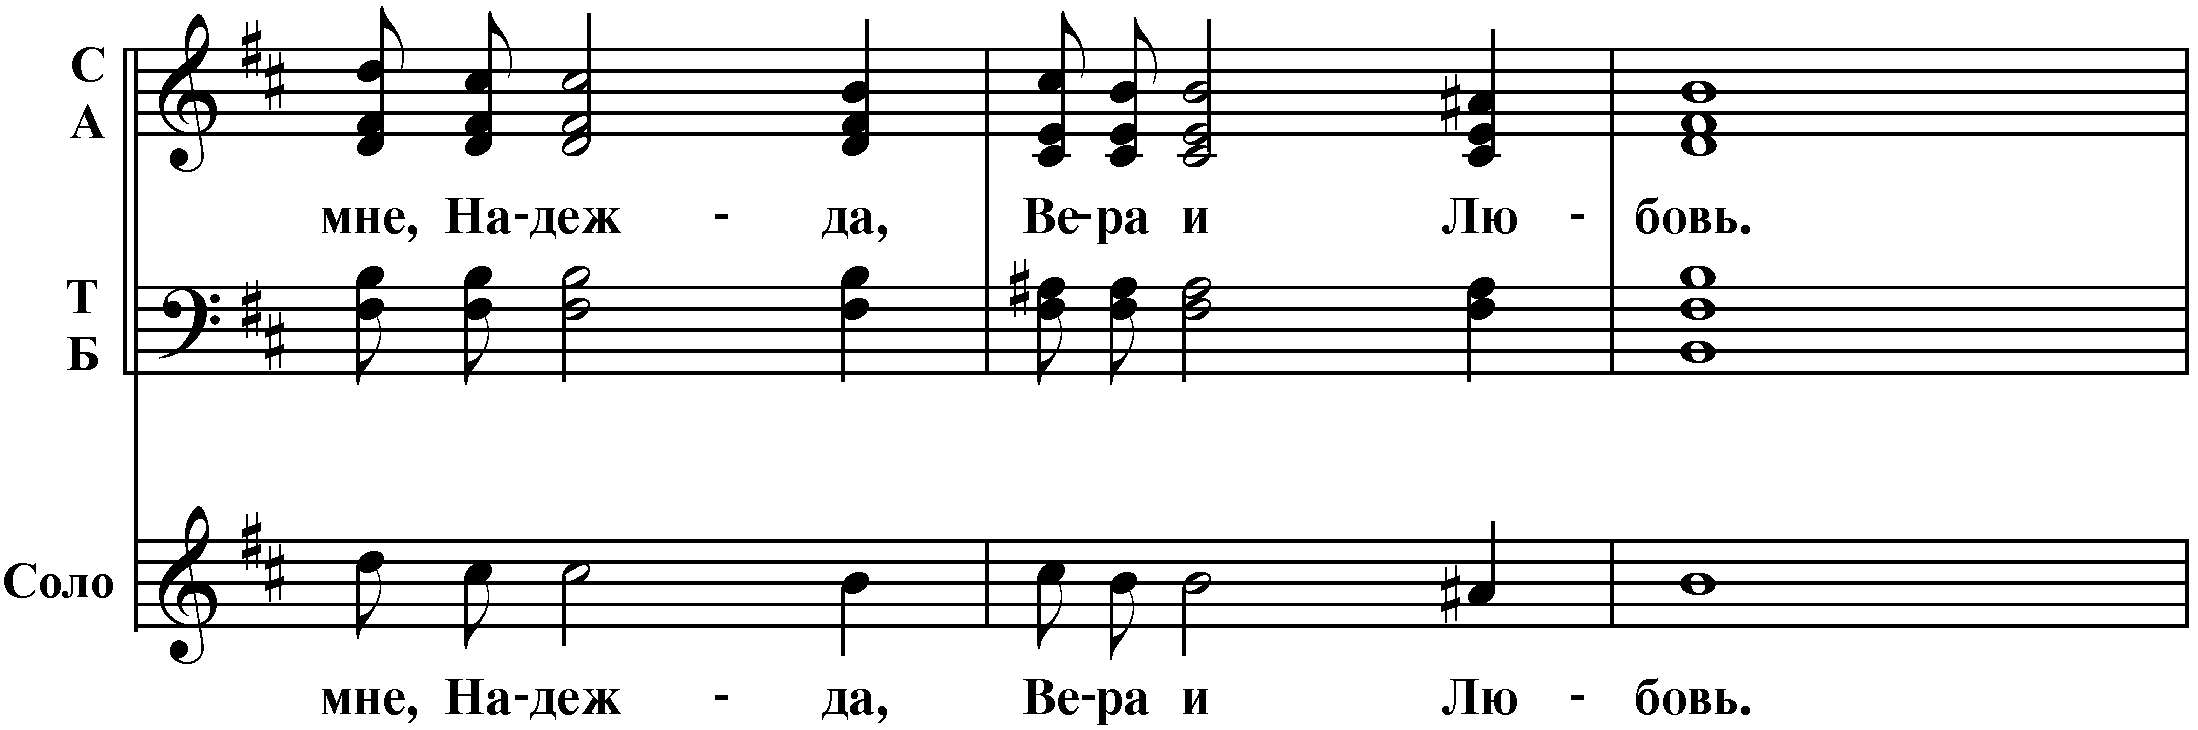 С
А
мне, На-деж - да, Ве-ра и Лю - бовь.
Т
Б
Соло
мне, На-деж - да, Ве-ра и Лю - бовь.